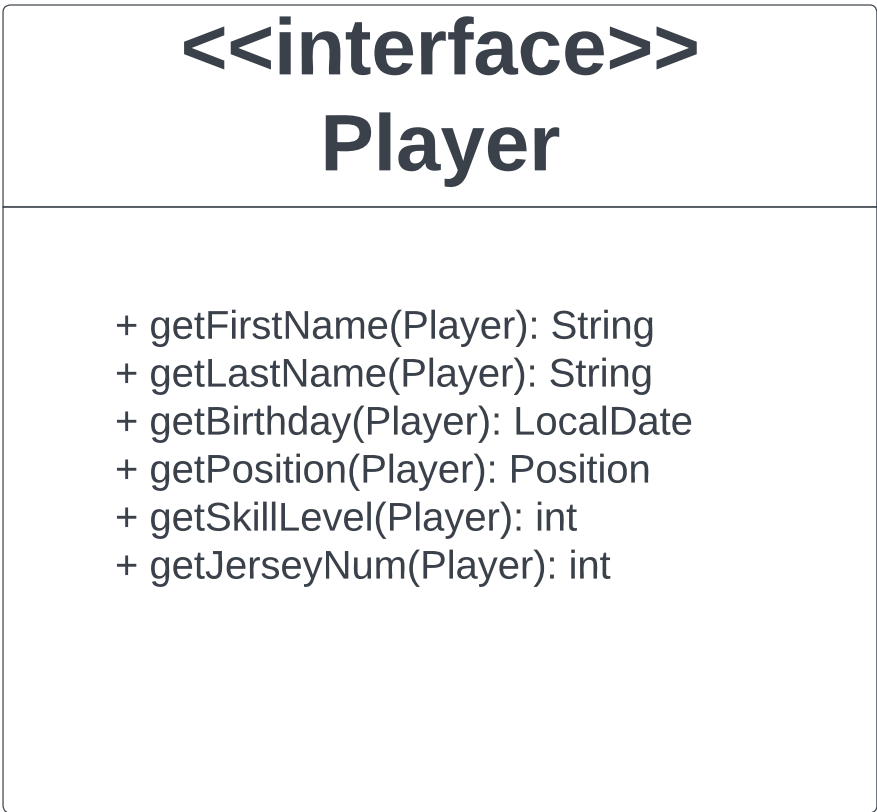 <<interface>>
Player
+ getFirstName(Player): String
+ getLastName(Player): String
+ getBirthday(Player): LocalDate
+ getPosition(Player): Position
+ getSkillLevel(Player): int
+ getJerseyNum(Player): int